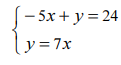 − 5x + y = 24
y = 7x